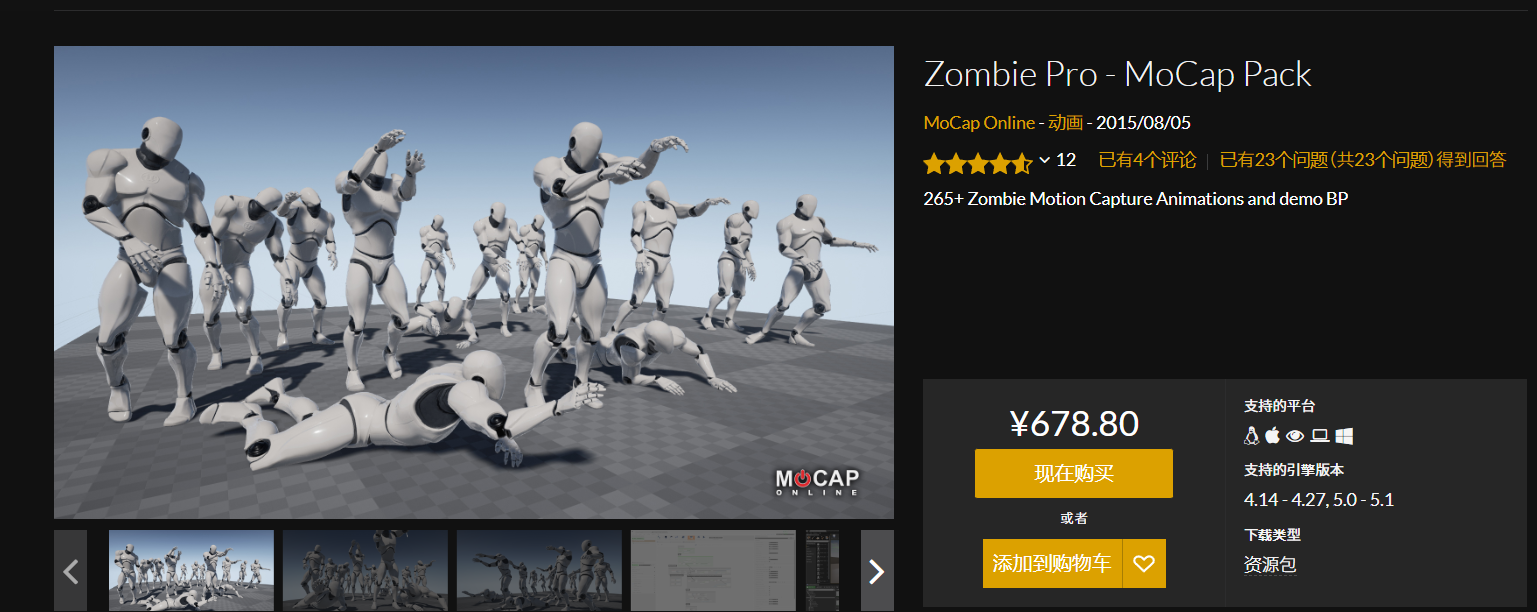 Zombie Pro - MoCap Pack
MoCap Online - 动画 - 2015/08/05
12 已有4个评论 | 已有23个问题（共23个问题）得到回答
265+ Zombie Motion Capture Animations and demo BP
MOCAP
ONLINE
¥678.80
现在购买
或者
添加到购物车
支持的平台
支持的引擎版本
4.14 - 4.27, 5.0 - 5.1
下载类型
资源包